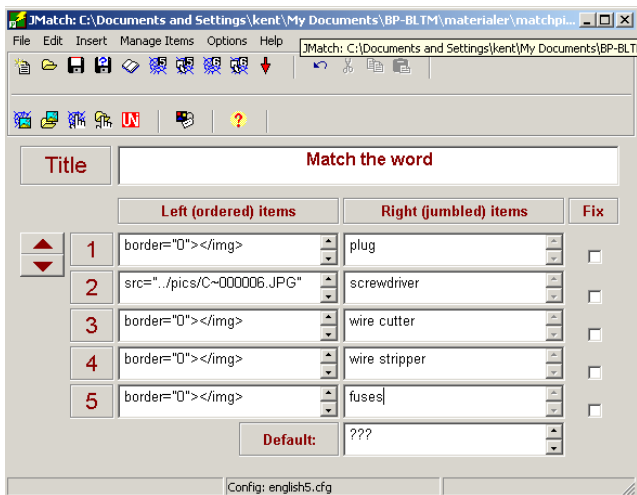 JMatch: C:\Documents and Settings\kent\My Documents\BP-BLTM\materialer\matchpi...
File Edit Insert Manage Items Options Help
JMatch: C:\Documents and Settings\kent\My Documents\BP-BLT
Title
Match the word
Left (ordered) items Right (jumbled) items Fix
1 border="0"></img> plug
2 src="../pics/C~000006.JPG" screwdriver
3 border="0"></img> wire cutter
4 border="0"></img> wire stripper
5 border="0"></img> fuses
Default: ???
Config: english5.cfg